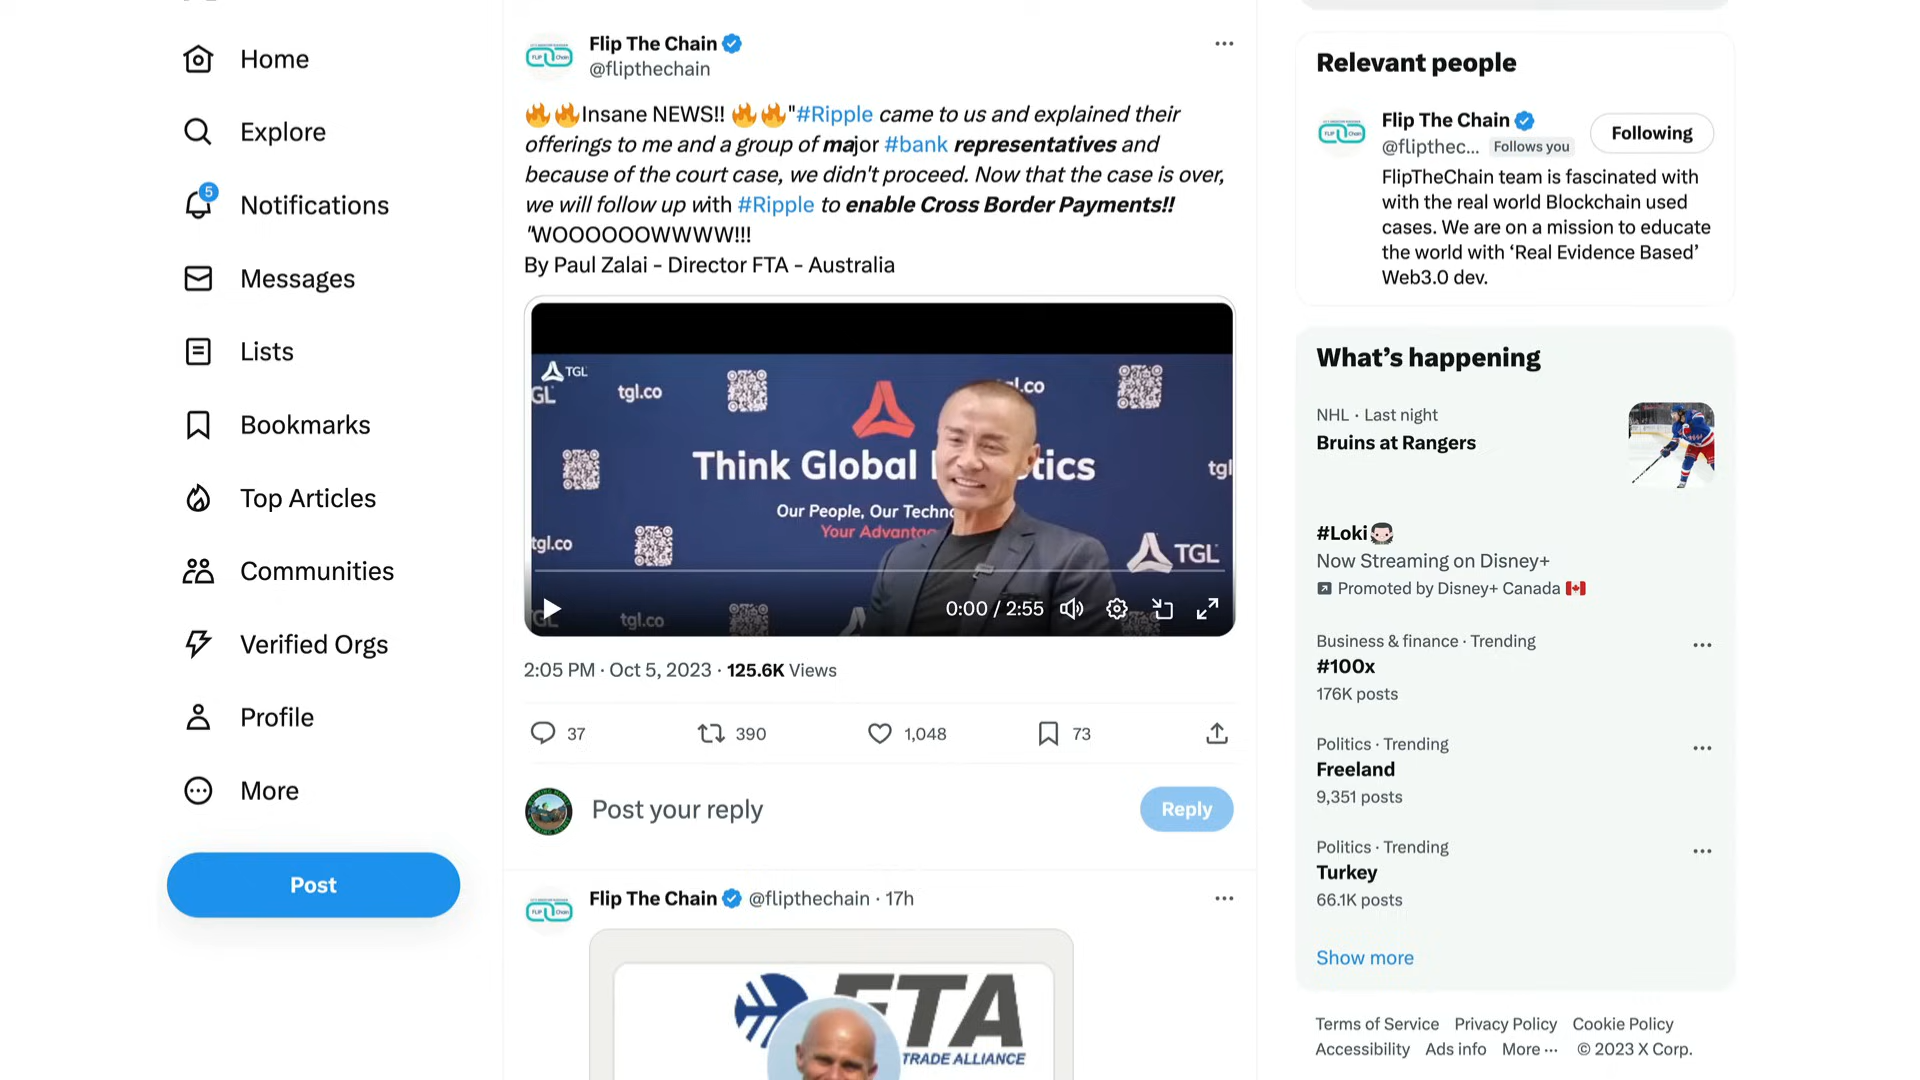 Home
Explore
5
Notifications
Messages
Lists
Bookmarks
Top Articles
Communities
Verified Orgs
Profile
More
Post
Flip The Chain
@flipthechain
🔥🔥Insane NEWS!! 🔥🔥"#Ripple came to us and explained their
offerings to me and a group of major #bank representatives and
because of the court case, we didn't proceed. Now that the case is over,
we will follow up with #Ripple to enable Cross Border Payments!!
"WOOOOOOWWWW!!!
By Paul Zalai - Director FTA - Australia
TGL
GL
tgl.co
gl.co
Think Global
tics
tgl
Our People, Our Techno
Your Advantag
tgl.co
TGL
GL
tgl.co
0:00 / 2:55
2:05 PM · Oct 5, 2023 · 125.6K Views
37
390
1,048
73
Post your reply
Reply
Flip The Chain @flipthechain · 17h
FTA
TRADE ALLIANCE
Relevant people
Flip The Chain
@flipthec... Follows you
Following
FlipTheChain team is fascinated with
with the real world Blockchain used
cases. We are on a mission to educate
the world with ‘Real Evidence Based’
Web3.0 dev.
What’s happening
NHL · Last night
Bruins at Rangers
#Loki
Now Streaming on Disney+
Promoted by Disney+ Canada 🇨🇦
Business & finance · Trending
#100x
176K posts
Politics · Trending
Freeland
9,351 posts
Politics · Trending
Turkey
66.1K posts
Show more
Terms of Service Privacy Policy Cookie Policy
Accessibility Ads info More ··· © 2023 X Corp.